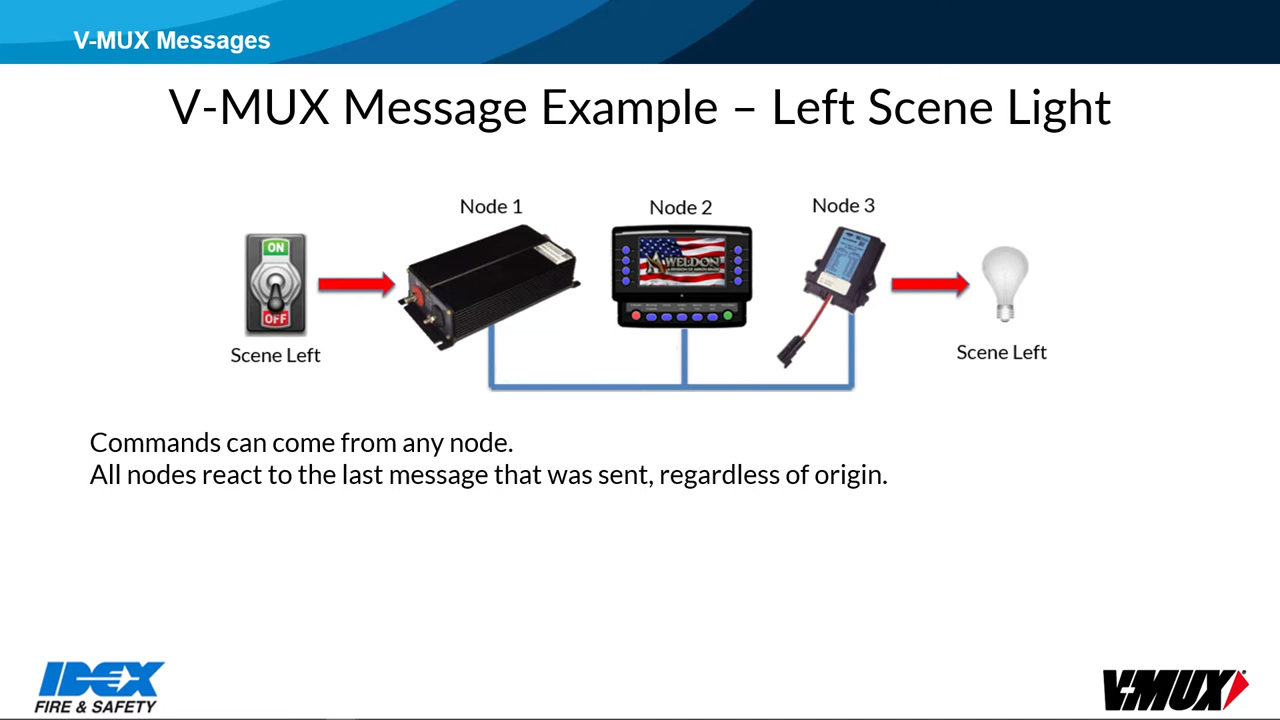 V-MUX Messages
V-MUX Message Example – Left Scene Light
Node 1
Node 2
Node 3
ON
OFF
WELDON
Scene Left
Scene Left
Commands can come from any node.
All nodes react to the last message that was sent, regardless of origin.
IDEX
FIRE & SAFETY
V-MUX